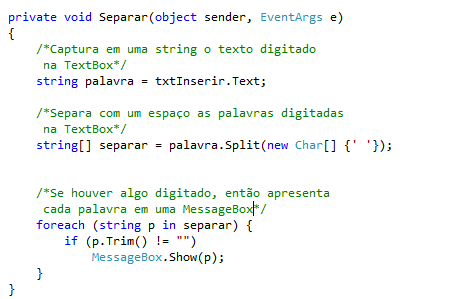 private void Separar(object sender, EventArgs e)
{
/*Captura em uma string o texto digitado
na TextBox*/
string palavra = txtInserir.Text;
/*Separa com um espaço as palavras digitadas
na TextBox*/
string[] separar = palavra.Split(new Char[] {' '});
/*Se houver algo digitado, então apresenta
cada palavra em uma MessageBox*/
foreach (string p in separar) {
if (p.Trim() != "")
MessageBox.Show(p);
}
}